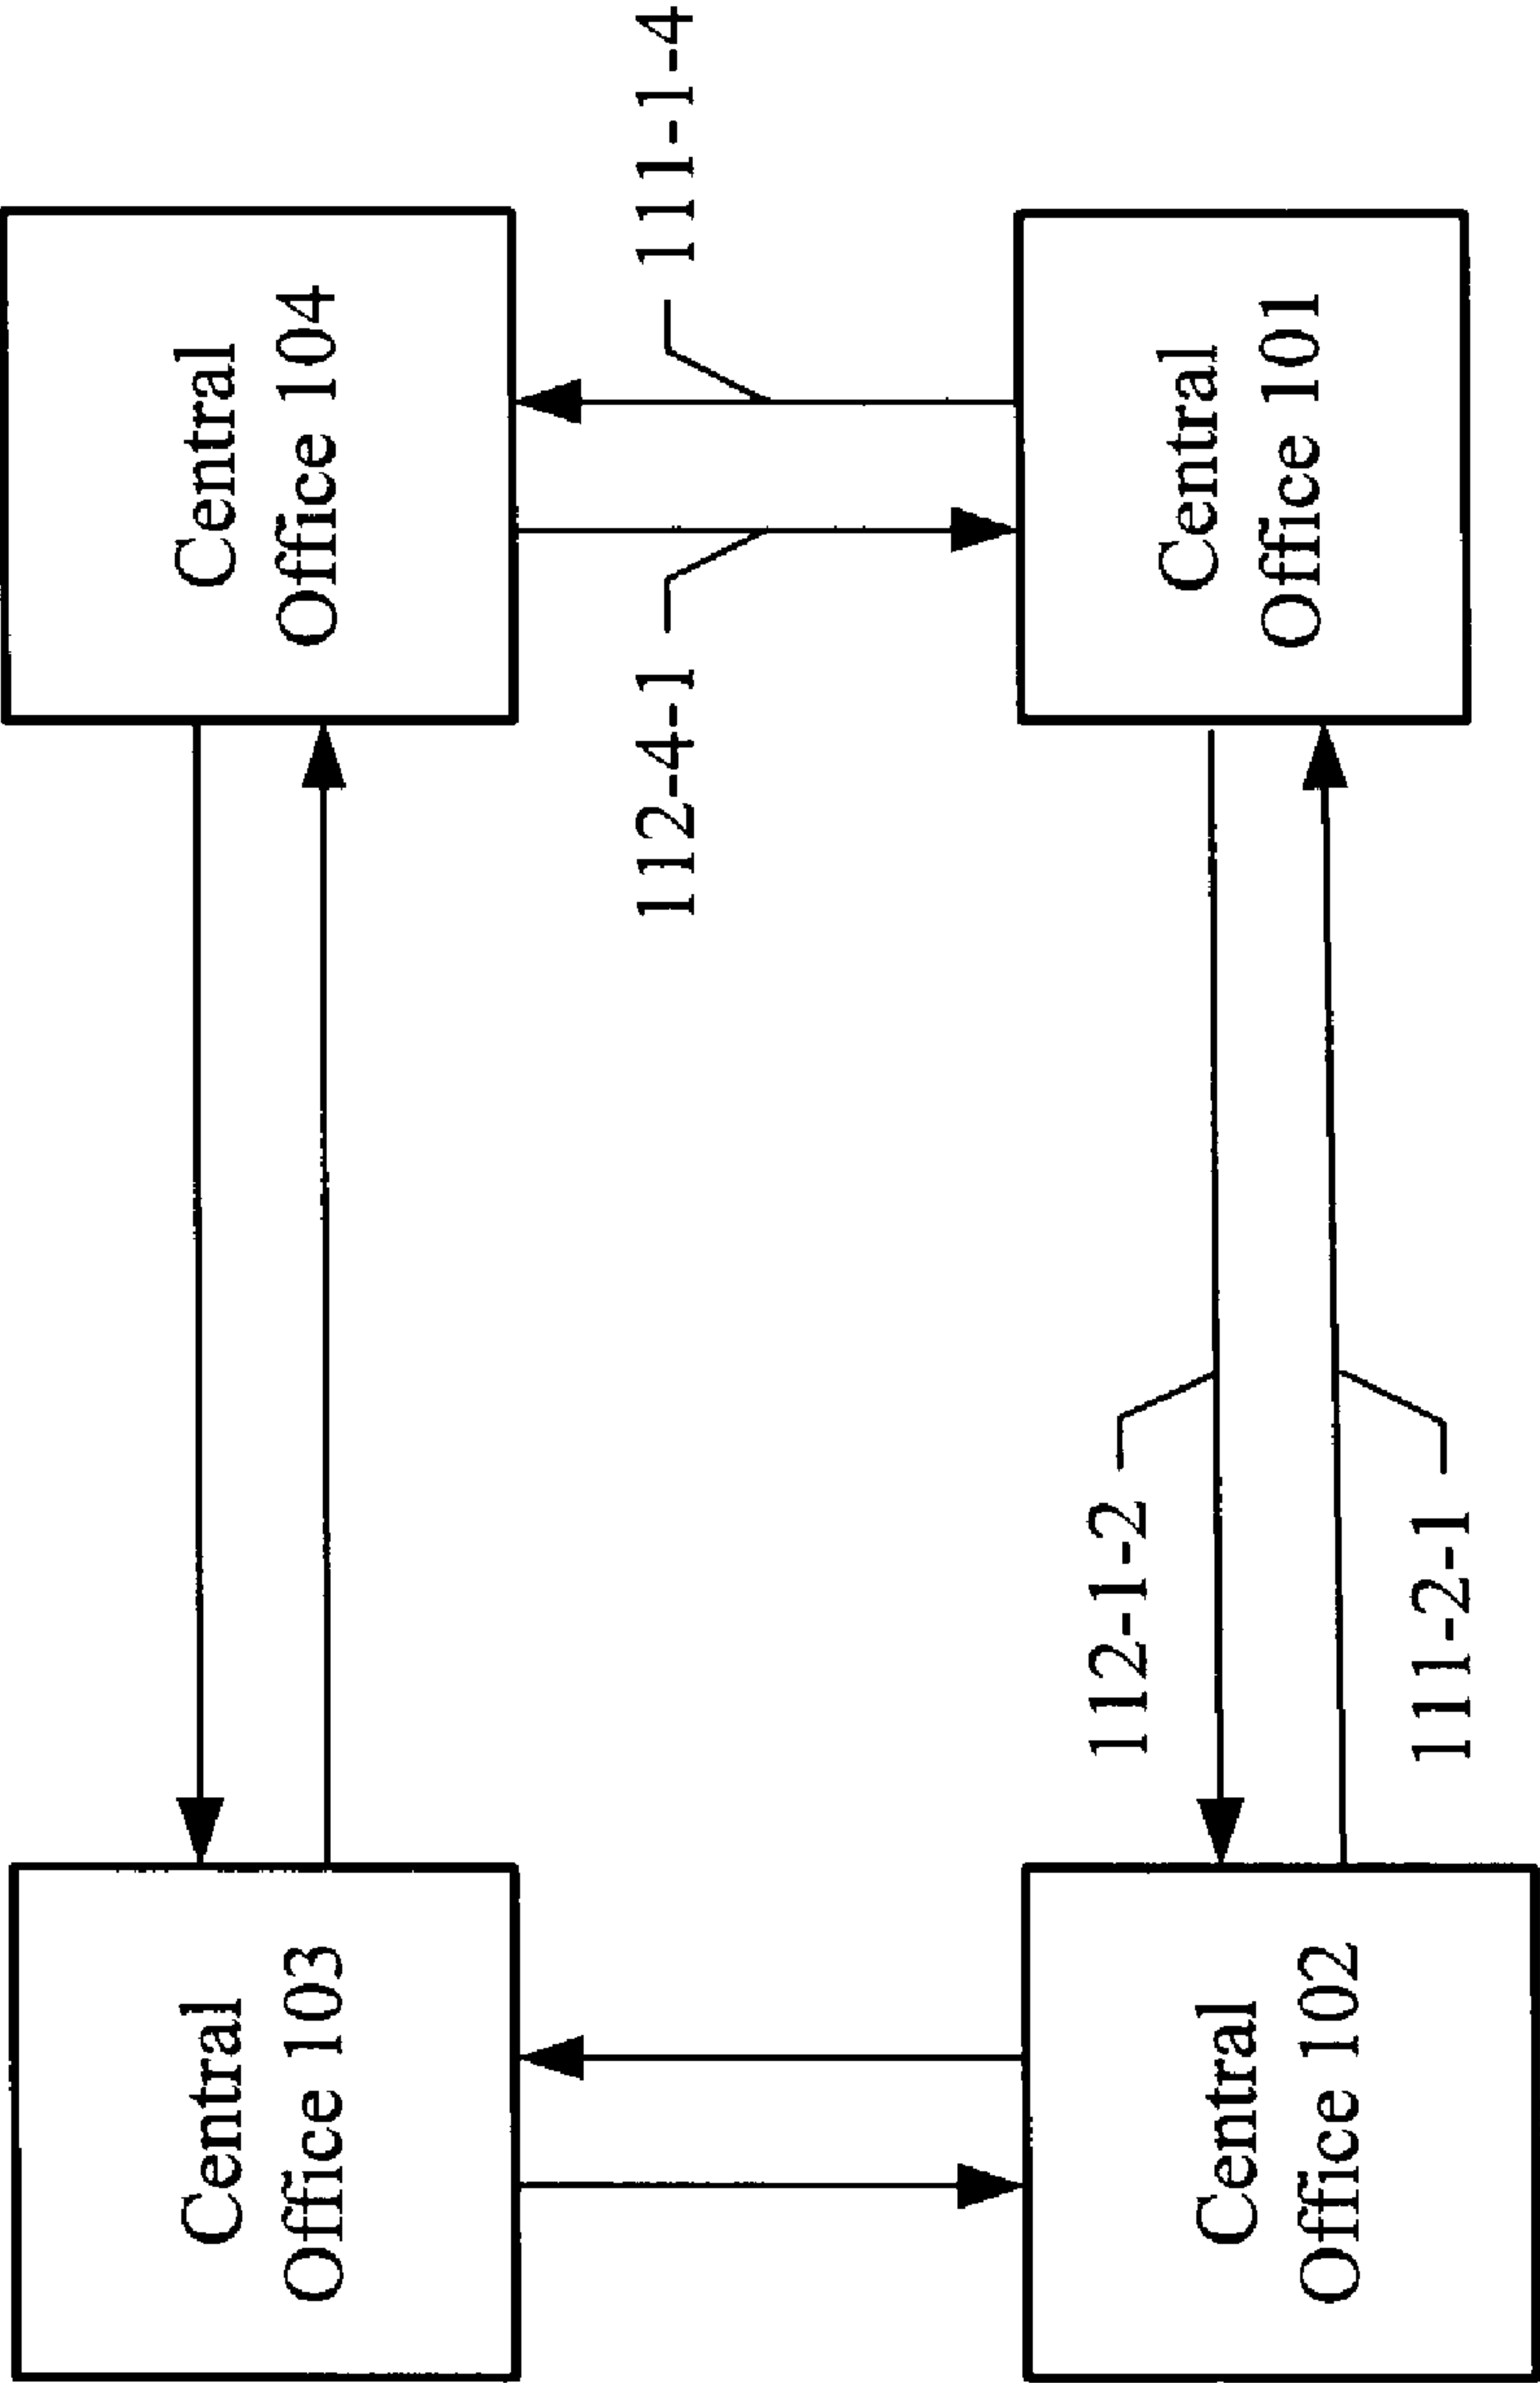 Central
Office 103
Central
Office 104
112-4-1
111-1-4
112-1-2
Central
Office 102
Central
Office 101
111-2-1